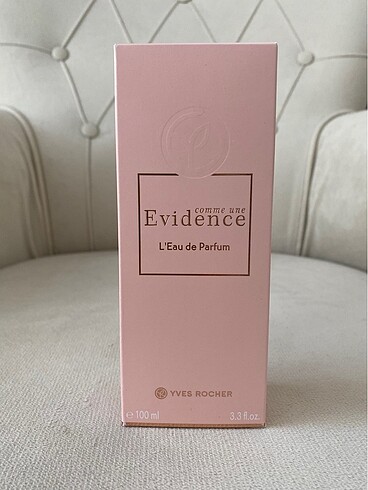 comme une
Evidence
L'Eau de Parfum
YVES ROCHER
℮ 100 ml 3.3 fl.oz.